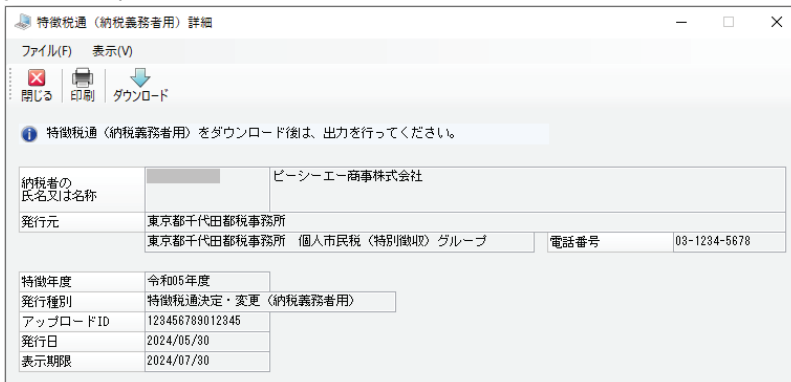 特徴税通（納税義務者用）詳細
ファイル(F) 表示(V)
閉じる 印刷 ダウンロード
特徴税通（納税義務者用）をダウンロード後は、出力を行ってください。
納税者の
氏名又は名称
ピーシーエー商事株式会社
発行元 東京都千代田都税事務所
東京都千代田都税事務所 個人市民税（特別徴収）グループ 電話番号 03-1234-5678
特徴年度 令和05年度
発行種別 特徴税通決定・変更（納税義務者用）
アップロードID 123456789012345
発行日 2024/05/30
表示期限 2024/07/30